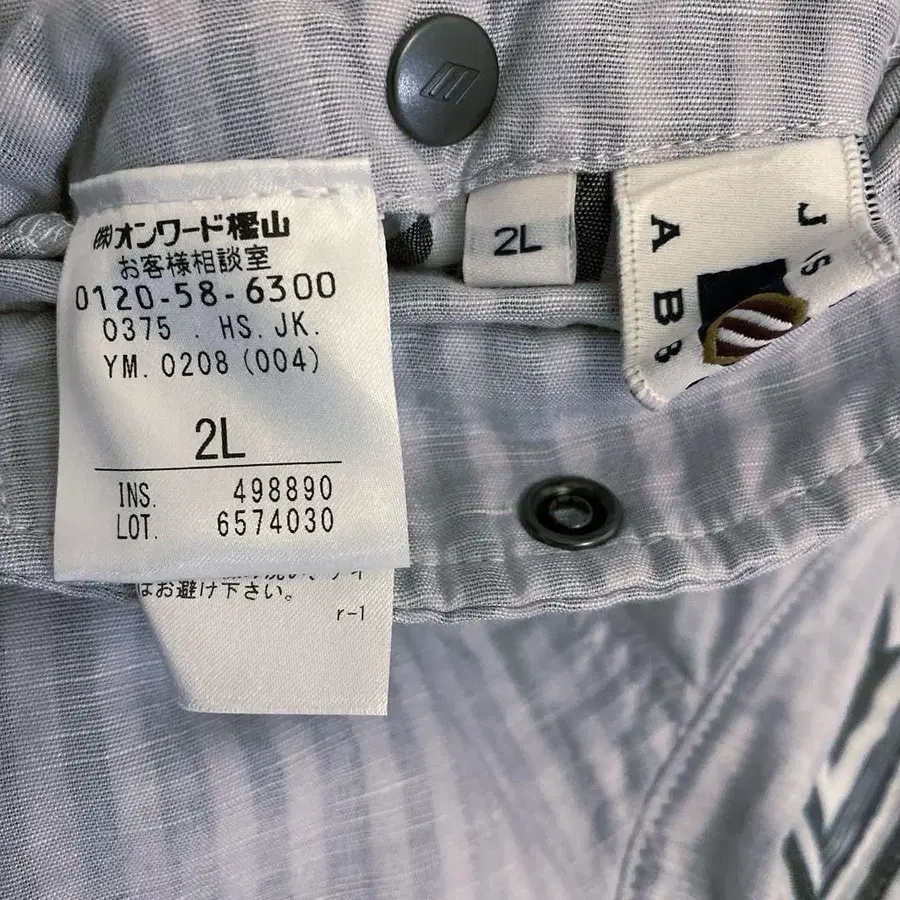 ㈱オンワード樫山
お客様相談室
0120-58-6300
0375 . HS. JK.
YM. 0208 (004)
2L
INS. 498890
LOT. 6574030
はお避け下さい。
r-1
2L
J
A B